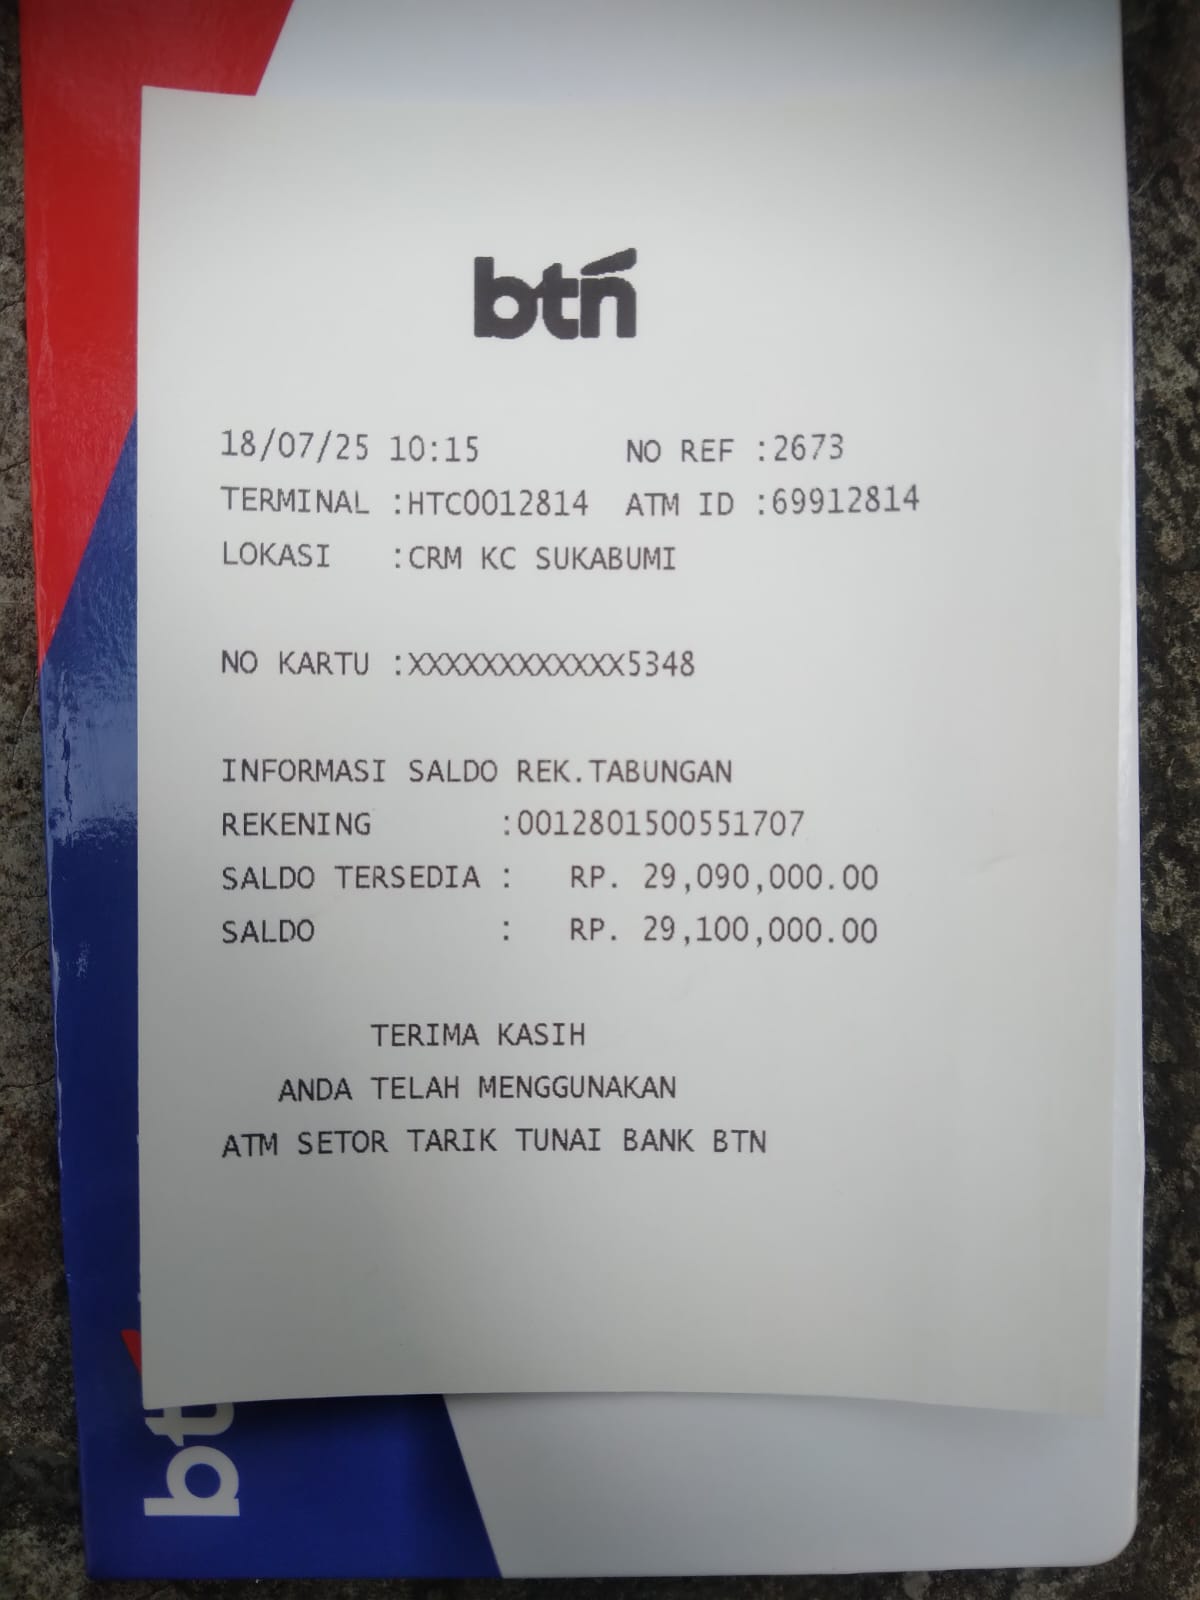 btn
18/07/25 10:15 NO REF :2673
TERMINAL :HTC0012814 ATM ID :69912814
LOKASI :CRM KC SUKABUMI
NO KARTU :XXXXXXXXXXXX5348
INFORMASI SALDO REK.TABUNGAN
REKENING :0012801500551707
SALDO TERSEDIA : RP. 29,090,000.00
SALDO : RP. 29,100,000.00
TERIMA KASIH
ANDA TELAH MENGGUNAKAN
ATM SETOR TARIK TUNAI BANK BTN
bt